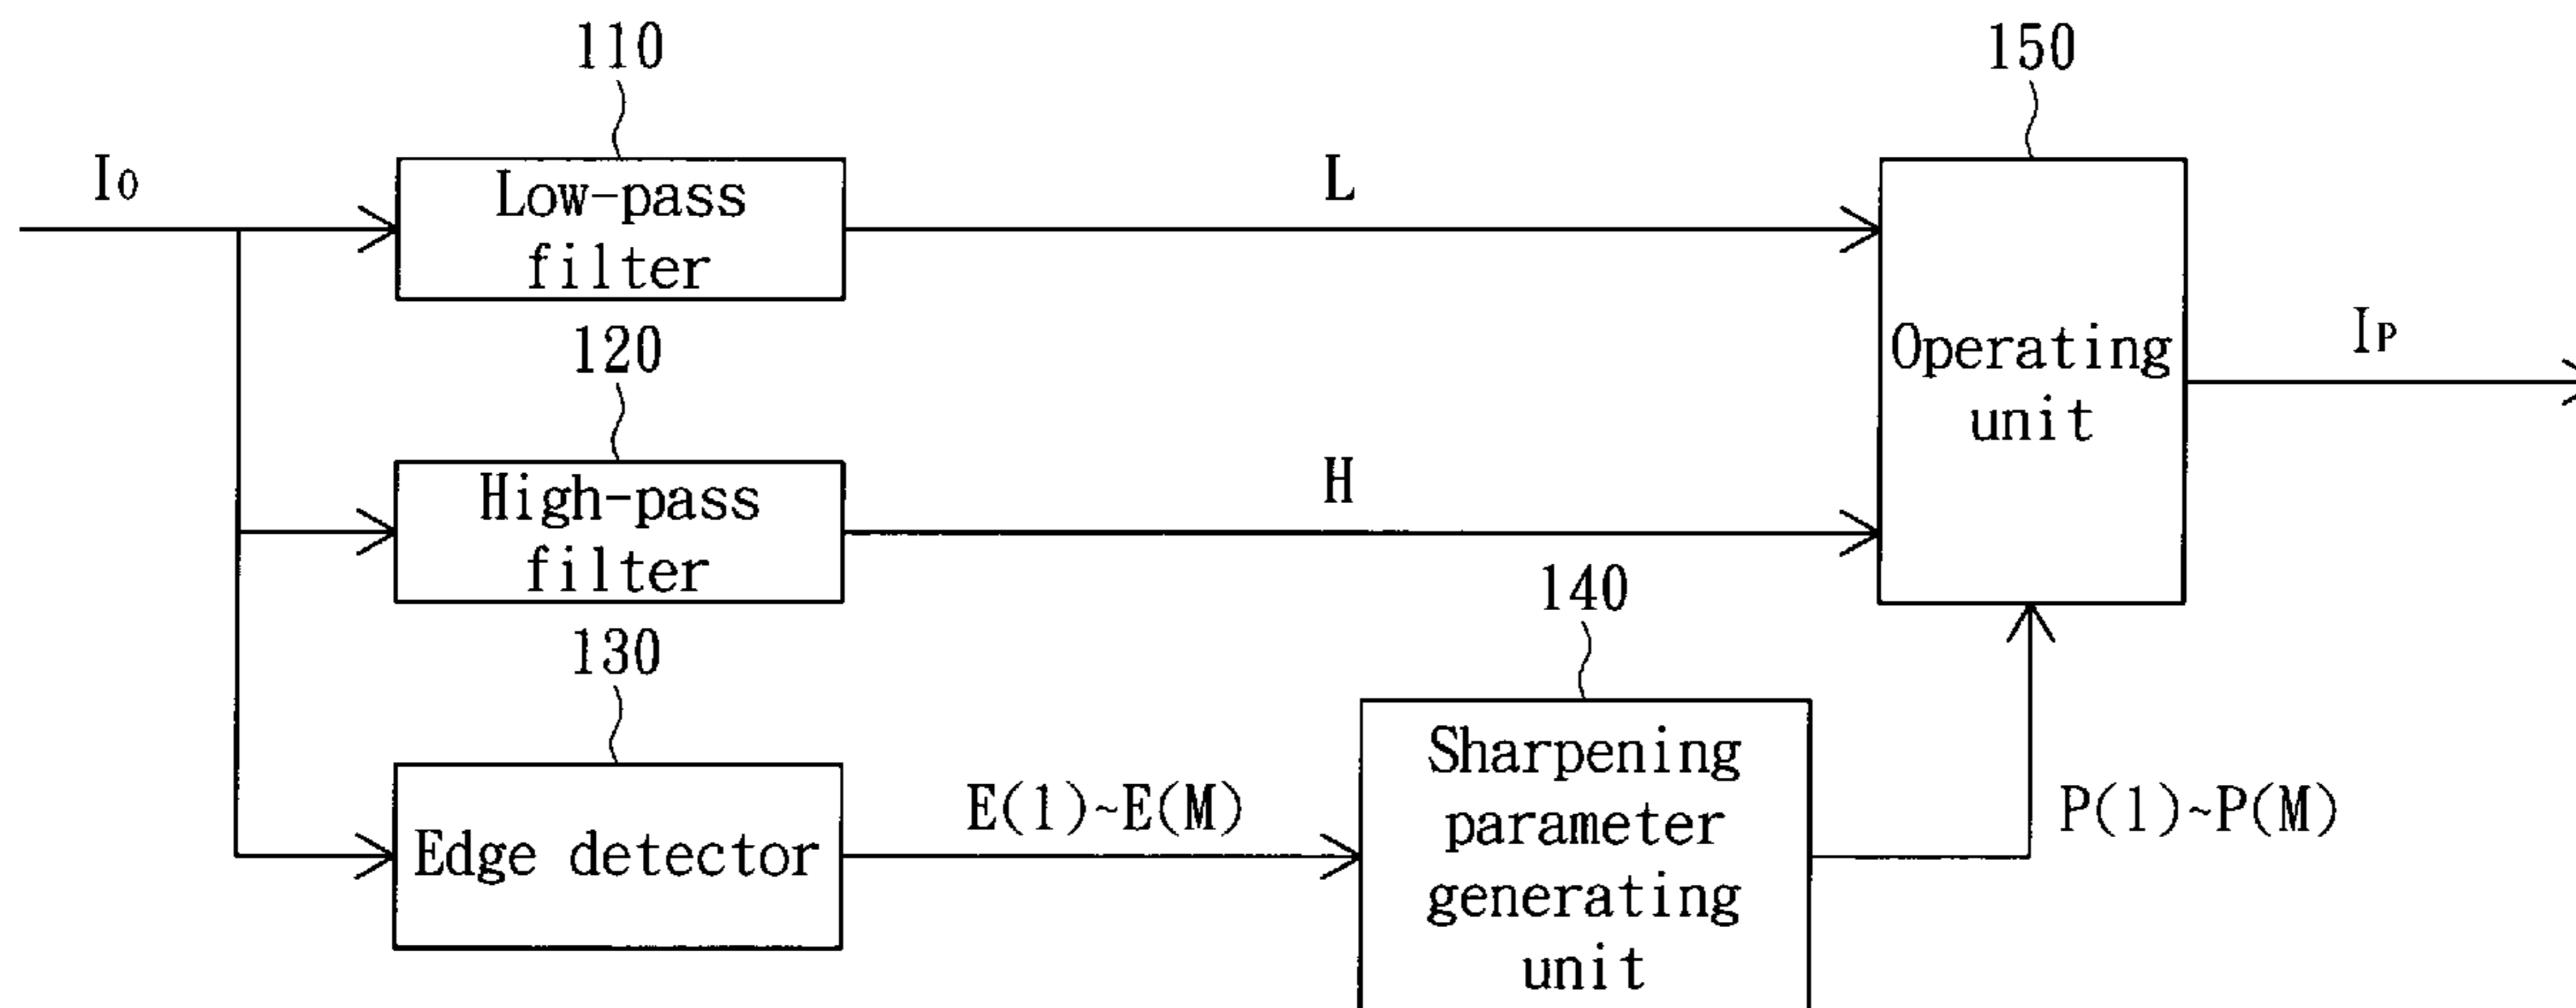 110
150
I0
Low-pass
filter
L
120
Operating
unit
IP
High-pass
filter
H
130
140
Edge detector
E(1)~E(M)
Sharpening
parameter
generating
unit
P(1)~P(M)